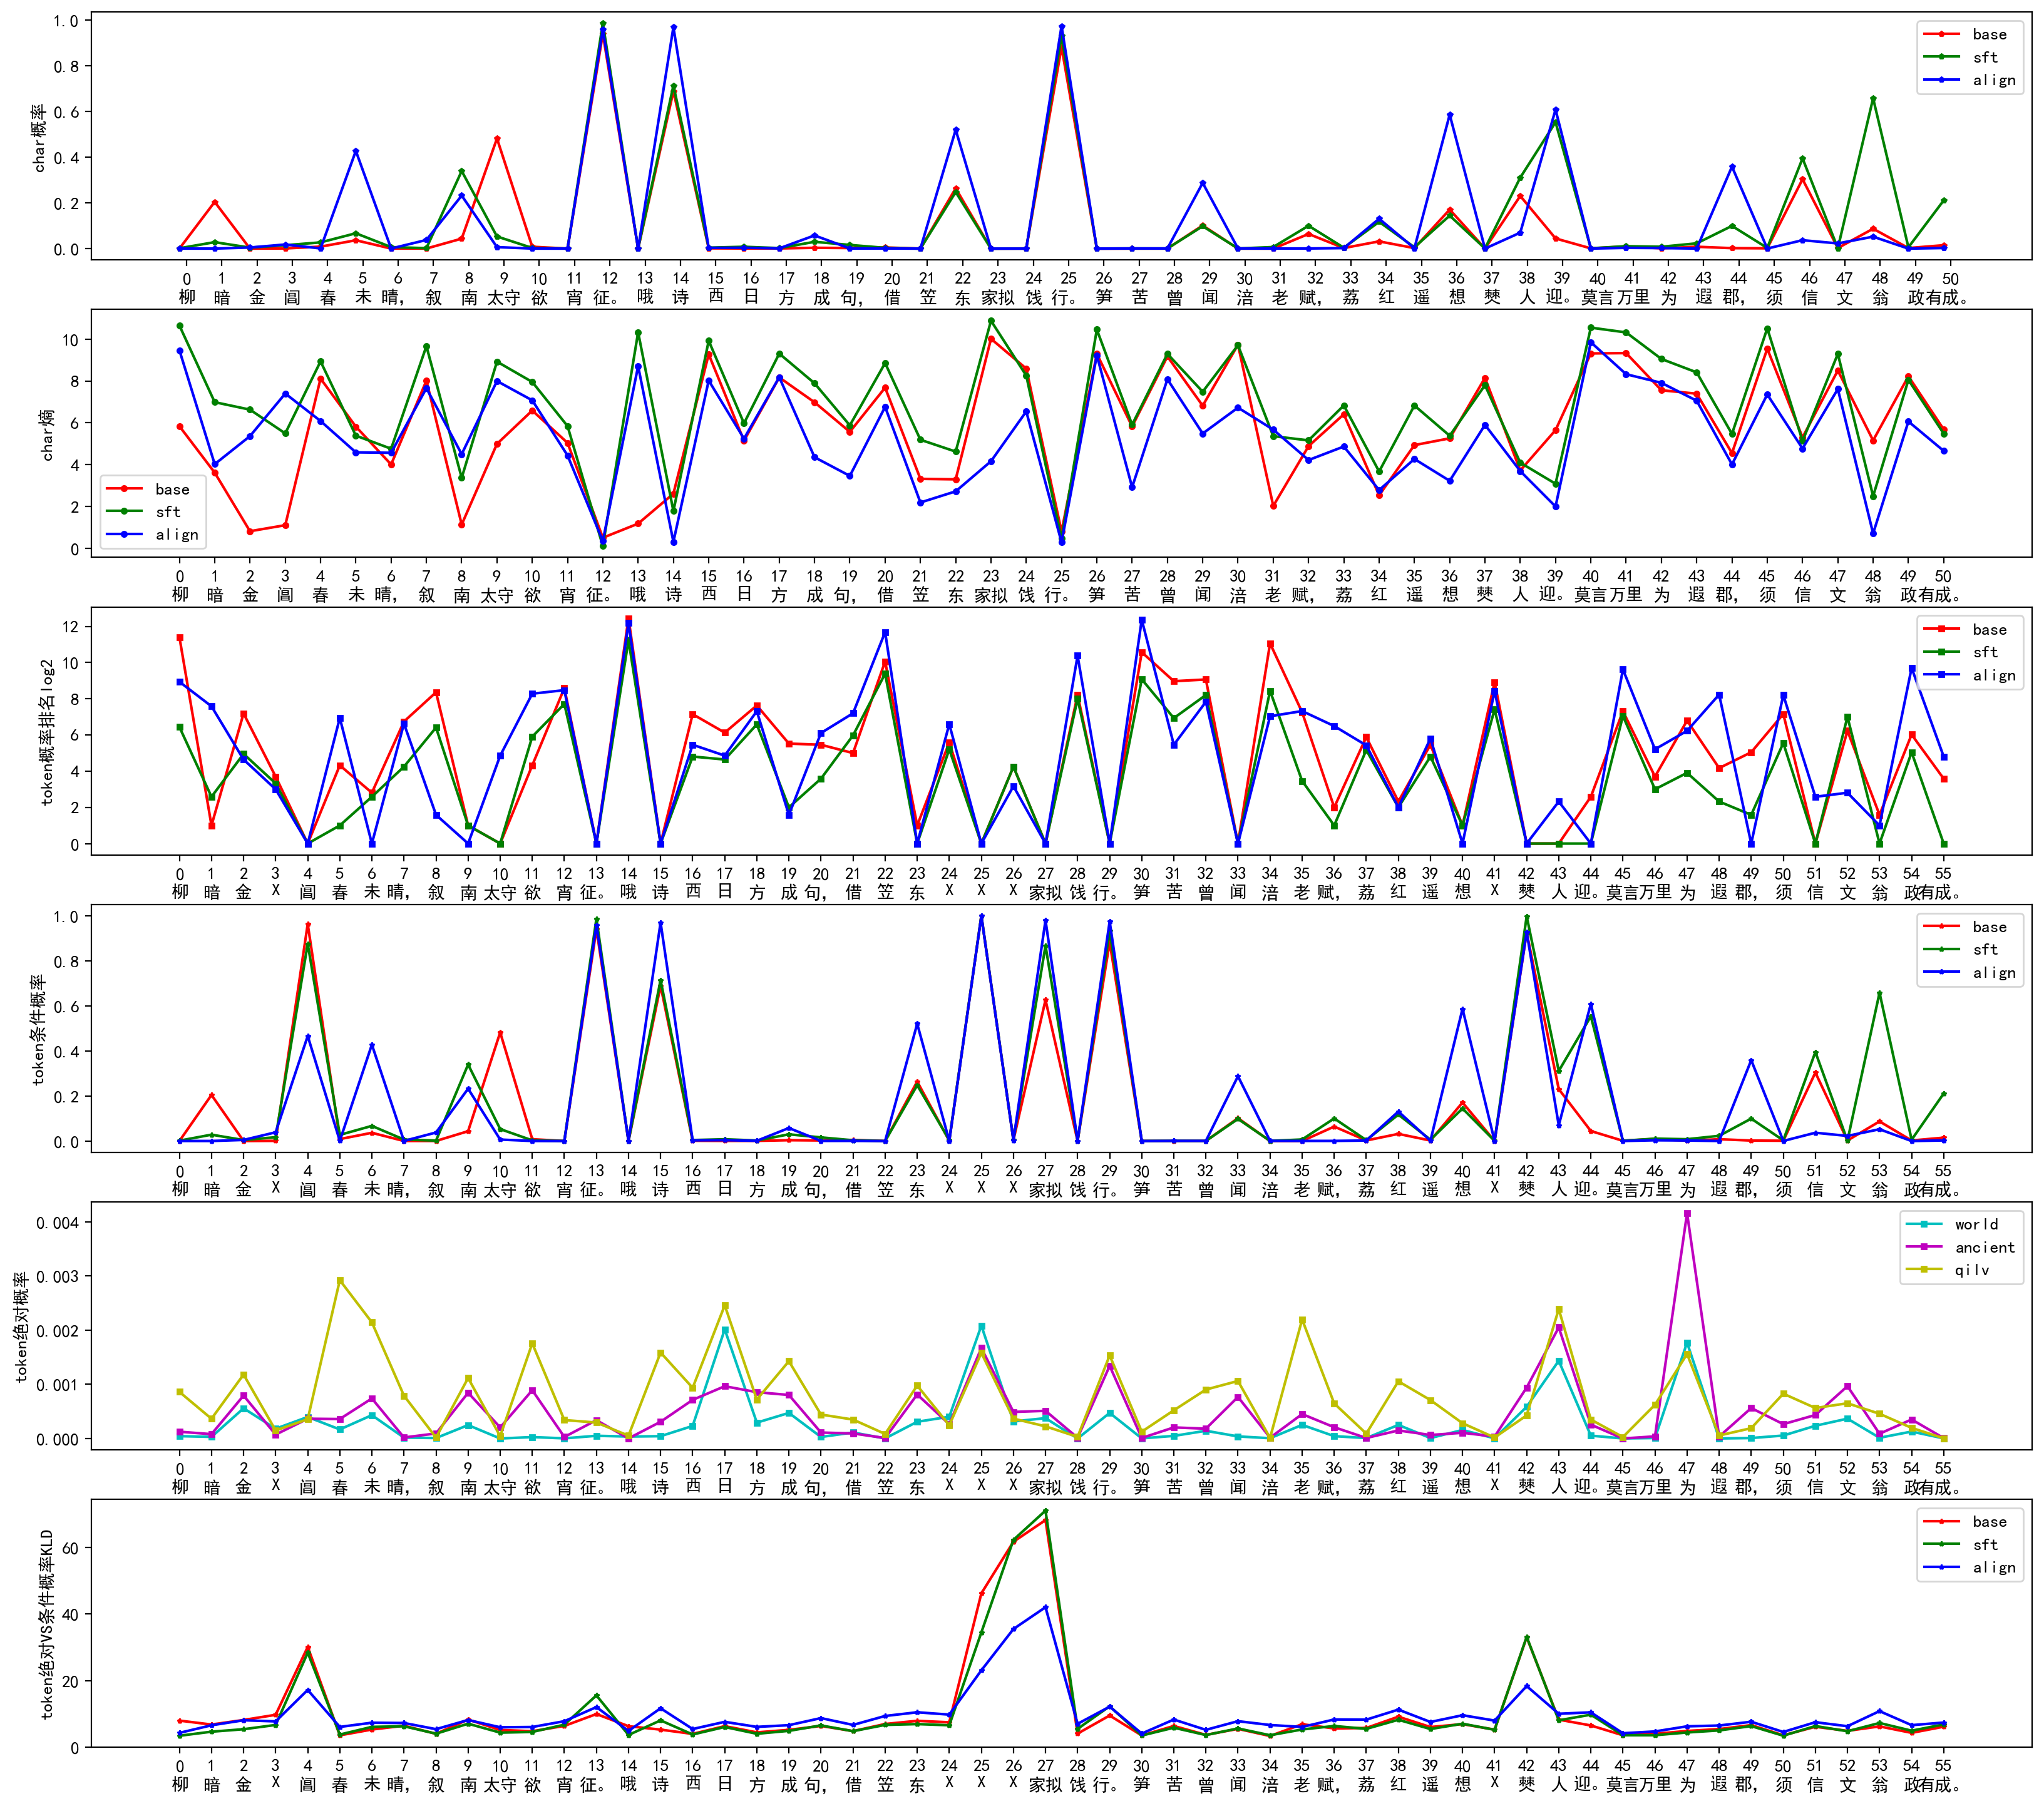 1.0
0.8
0.6
0.4
0.2
0.0
char概率
base
sft
align
0 1 2 3 4 5 6 7 8 9 10 11 12 13 14 15 16 17 18 19 20 21 22 23 24 25 26 27 28 29 30 31 32 33 34 35 36 37 38 39 40 41 42 43 44 45 46 47 48 49 50
柳 暗 金 阊 春 未 晴, 叙 南 太守 欲 宵 征。 哦 诗 西 日 方 成 句, 借 笠 东 家拟 饯 行。 笋 苦 曾 闻 涪 老 赋, 荔 红 遥 想 僰 人 迎。 莫言 万里 为 遐 郡, 须 信 文 翁 政 有成。
10
8
6
4
2
0
char熵
base
sft
align
0 1 2 3 4 5 6 7 8 9 10 11 12 13 14 15 16 17 18 19 20 21 22 23 24 25 26 27 28 29 30 31 32 33 34 35 36 37 38 39 40 41 42 43 44 45 46 47 48 49 50
柳 暗 金 阊 春 未 晴, 叙 南 太守 欲 宵 征。 哦 诗 西 日 方 成 句, 借 笠 东 家拟 饯 行。 笋 苦 曾 闻 涪 老 赋, 荔 红 遥 想 僰 人 迎。 莫言 万里 为 遐 郡, 须 信 文 翁 政 有成。
12
10
8
6
4
2
0
token概率排名log2
base
sft
align
0 1 2 3 4 5 6 7 8 9 10 11 12 13 14 15 16 17 18 19 20 21 22 23 24 25 26 27 28 29 30 31 32 33 34 35 36 37 38 39 40 41 42 43 44 45 46 47 48 49 50 51 52 53 54 55
柳 暗 金 X 阊 春 未 晴, 叙 南 太守 欲 宵 征。 哦 诗 西 日 方 成 句, 借 笠 东 X X X 家拟 饯 行。 笋 苦 曾 闻 涪 老 赋, 荔 红 遥 想 X 僰 人 迎。 莫言 万里 为 遐 郡, 须 信 文 翁 政 有成。
1.0
0.8
0.6
0.4
0.2
0.0
token条件概率
base
sft
align
0 1 2 3 4 5 6 7 8 9 10 11 12 13 14 15 16 17 18 19 20 21 22 23 24 25 26 27 28 29 30 31 32 33 34 35 36 37 38 39 40 41 42 43 44 45 46 47 48 49 50 51 52 53 54 55
柳 暗 金 X 阊 春 未 晴, 叙 南 太守 欲 宵 征。 哦 诗 西 日 方 成 句, 借 笠 东 X X X 家拟 饯 行。 笋 苦 曾 闻 涪 老 赋, 荔 红 遥 想 X 僰 人 迎。 莫言 万里 为 遐 郡, 须 信 文 翁 政 有成。
0.004
0.003
0.002
0.001
0.000
token绝对概率
world
ancient
qilv
0 1 2 3 4 5 6 7 8 9 10 11 12 13 14 15 16 17 18 19 20 21 22 23 24 25 26 27 28 29 30 31 32 33 34 35 36 37 38 39 40 41 42 43 44 45 46 47 48 49 50 51 52 53 54 55
柳 暗 金 X 阊 春 未 晴, 叙 南 太守 欲 宵 征。 哦 诗 西 日 方 成 句, 借 笠 东 X X X 家拟 饯 行。 笋 苦 曾 闻 涪 老 赋, 荔 红 遥 想 X 僰 人 迎。 莫言 万里 为 遐 郡, 须 信 文 翁 政 有成。
60
40
20
0
token绝对VS条件概率KLD
base
sft
align
0 1 2 3 4 5 6 7 8 9 10 11 12 13 14 15 16 17 18 19 20 21 22 23 24 25 26 27 28 29 30 31 32 33 34 35 36 37 38 39 40 41 42 43 44 45 46 47 48 49 50 51 52 53 54 55
柳 暗 金 X 阊 春 未 晴, 叙 南 太守 欲 宵 征。 哦 诗 西 日 方 成 句, 借 笠 东 X X X 家拟 饯 行。 笋 苦 曾 闻 涪 老 赋, 荔 红 遥 想 X 僰 人 迎。 莫言 万里 为 遐 郡, 须 信 文 翁 政 有成。